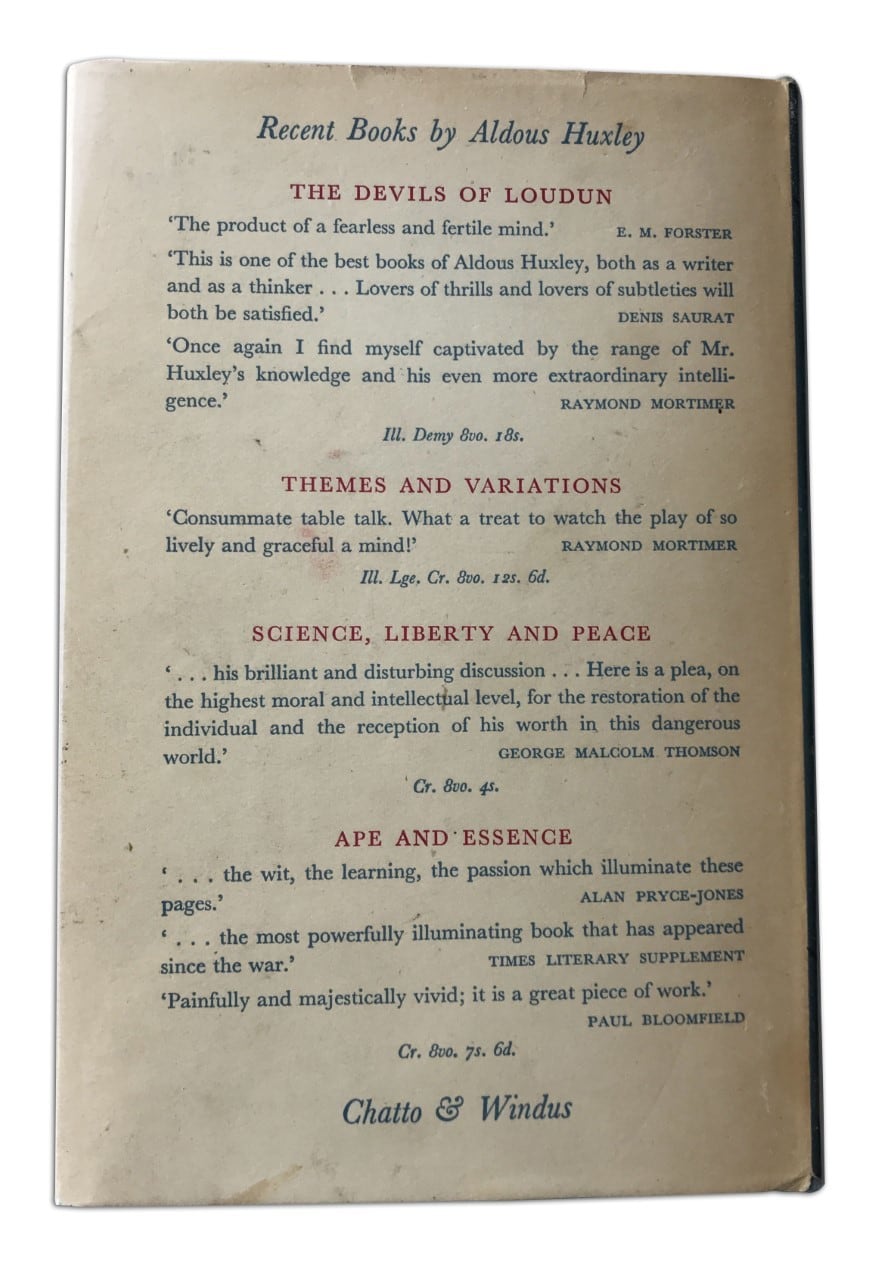 Recent Books by Aldous Huxley
THE DEVILS OF LOUDUN
‘The product of a fearless and fertile mind.’ E. M. FORSTER
‘This is one of the best books of Aldous Huxley, both as a writer
and as a thinker . . . Lovers of thrills and lovers of subtleties will
both be satisfied.’ DENIS SAURAT
‘Once again I find myself captivated by the range of Mr.
Huxley’s knowledge and his even more extraordinary intelli-
gence.’ RAYMOND MORTIMER
Ill. Demy 8vo. 18s.
THEMES AND VARIATIONS
‘Consummate table talk. What a treat to watch the play of so
lively and graceful a mind!’ RAYMOND MORTIMER
Ill. Lge. Cr. 8vo. 12s. 6d.
SCIENCE, LIBERTY AND PEACE
‘ . . . his brilliant and disturbing discussion . . . Here is a plea, on
the highest moral and intellectual level, for the restoration of the
individual and the reception of his worth in this dangerous
world.’ GEORGE MALCOLM THOMSON
Cr. 8vo. 4s.
APE AND ESSENCE
‘ . . . the wit, the learning, the passion which illuminate these
pages.’ ALAN PRYCE-JONES
‘ . . . the most powerfully illuminating book that has appeared
since the war.’ TIMES LITERARY SUPPLEMENT
‘Painfully and majestically vivid; it is a great piece of work.’
PAUL BLOOMFIELD
Cr. 8vo. 7s. 6d.
Chatto & Windus